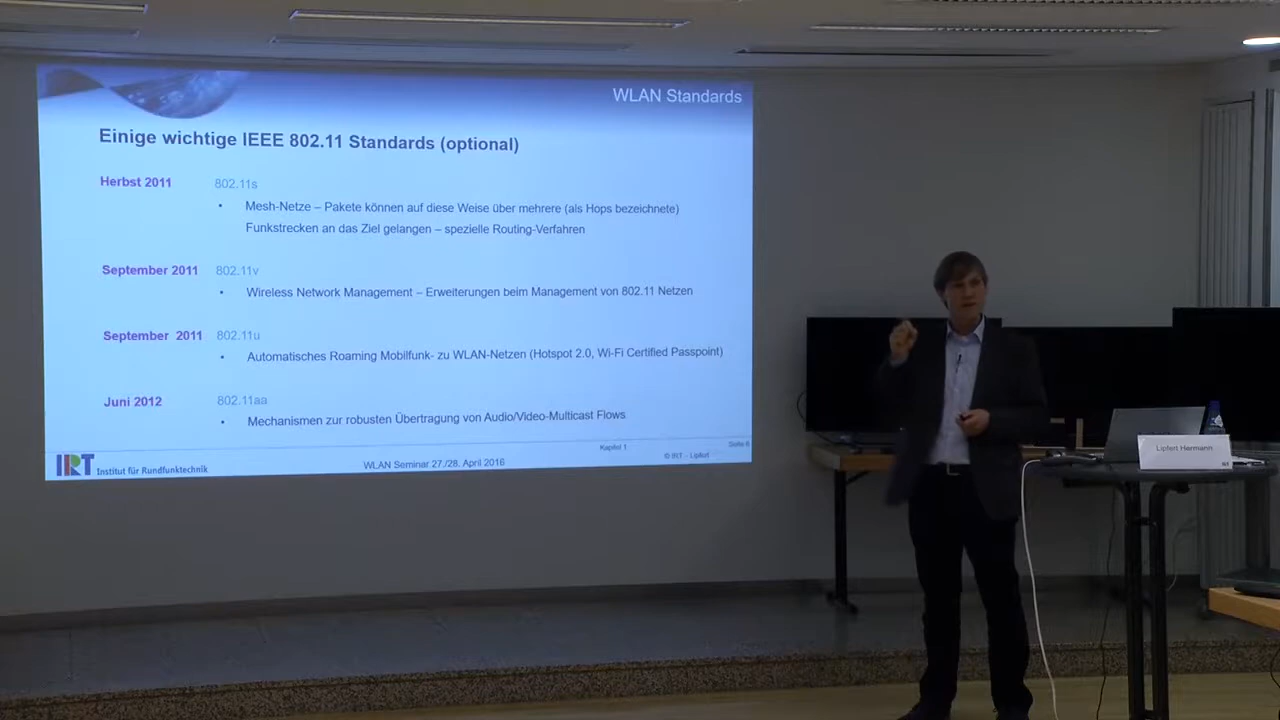 WLAN Standards
Einige wichtige IEEE 802.11 Standards (optional)
Herbst 2011 802.11s
• Mesh-Netze – Pakete können auf diese Weise über mehrere (als Hops bezeichnete)
Funkstrecken an das Ziel gelangen – spezielle Routing-Verfahren
September 2011 802.11v
• Wireless Network Management – Erweiterungen beim Management von 802.11 Netzen
September 2011 802.11u
• Automatisches Roaming Mobilfunk- zu WLAN-Netzen (Hotspot 2.0, Wi-Fi Certified Passpoint)
Juni 2012 802.11aa
• Mechanismen zur robusten Übertragung von Audio/Video-Multicast Flows
Kapitel 1 Seite 6
IRT Institut für Rundfunktechnik WLAN Seminar 27./28. April 2016 © IRT – Lipfert
Lipfert Hermann